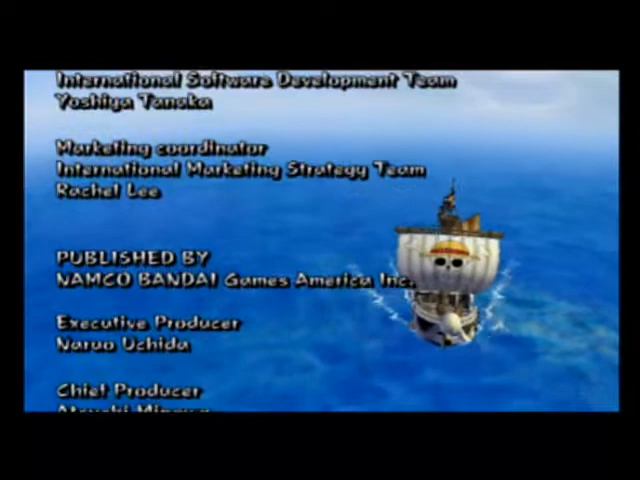 International Software Development Team
Yoshiya Tanaka
Marketing coordinator
International Marketing Strategy Team
Rachel Lee
PUBLISHED BY
NAMCO BANDAI Games America Inc.
Executive Producer
Naruo Uchida
Chief Producer